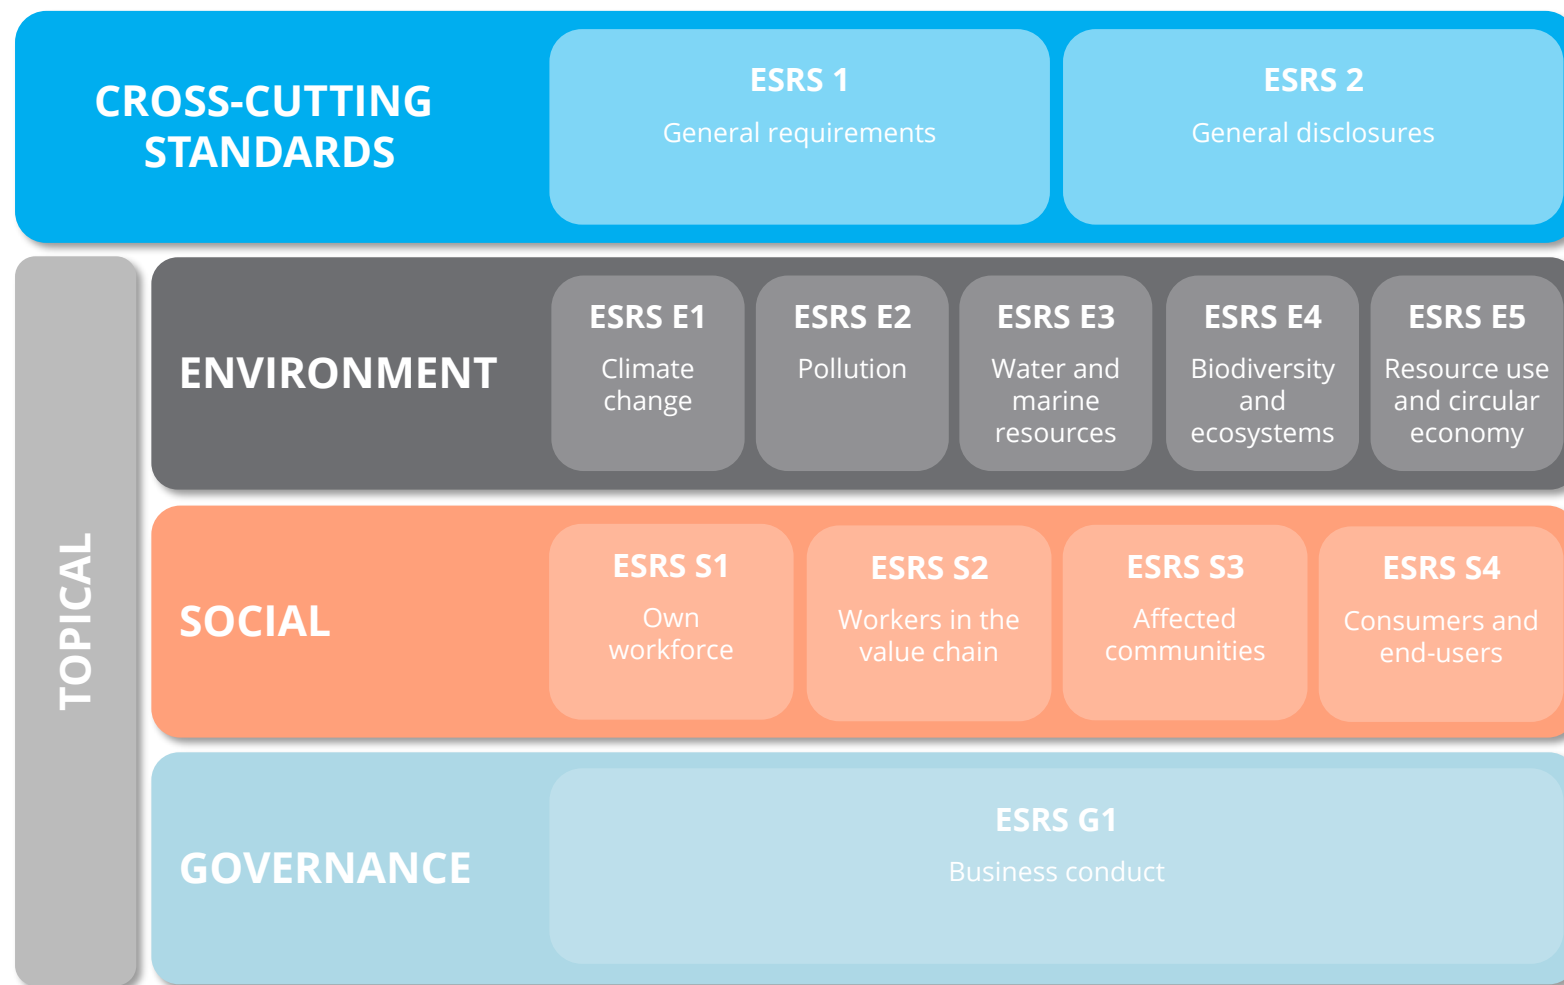 CROSS-CUTTING
STANDARDS
ESRS 1
General requirements
ESRS 2
General disclosures
TOPICAL
ENVIRONMENT
ESRS E1
Climate
change
ESRS E2
Pollution
ESRS E3
Water and
marine
resources
ESRS E4
Biodiversity
and
ecosystems
ESRS E5
Resource use
and circular
economy
SOCIAL
ESRS S1
Own
workforce
ESRS S2
Workers in the
value chain
ESRS S3
Affected
communities
ESRS S4
Consumers and
end-users
GOVERNANCE
ESRS G1
Business conduct